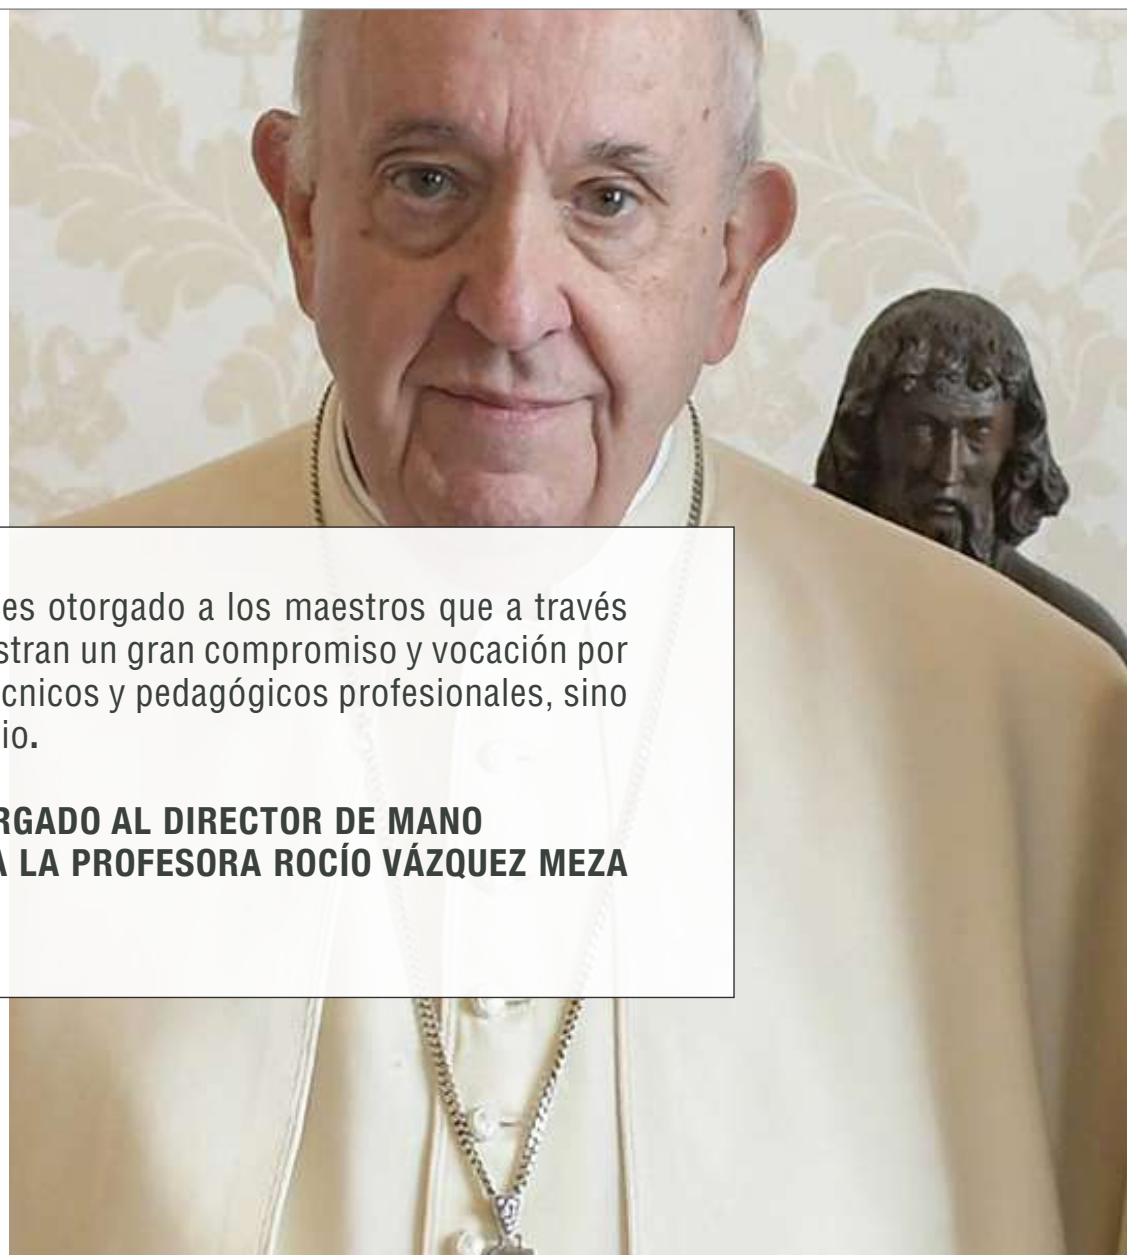 es otorgado a los maestros que a través
stran un gran compromiso y vocación por
cnicos y pedagógicos profesionales, sino
io.
RGADO AL DIRECTOR DE MANO
A LA PROFESORA ROCÍO VÁZQUEZ MEZA